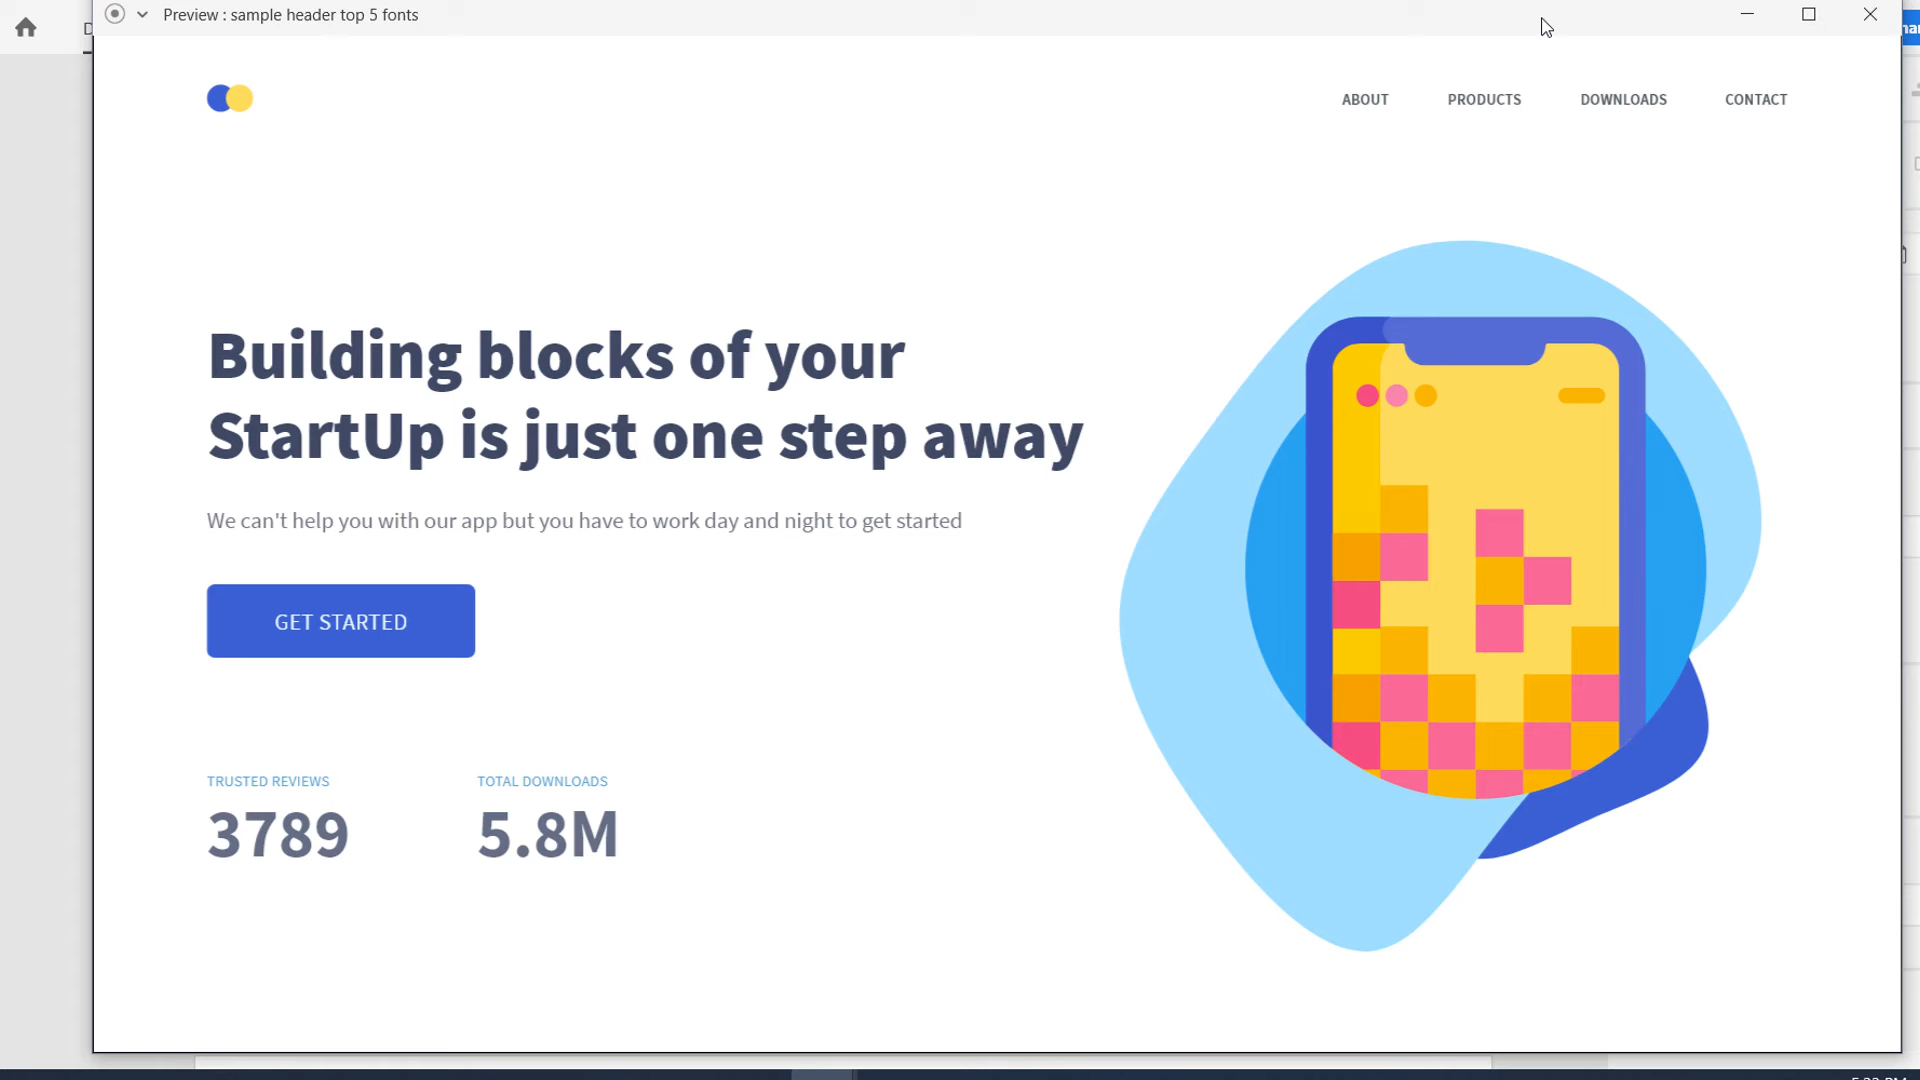 Preview : sample header top 5 fonts
ABOUT PRODUCTS DOWNLOADS CONTACT
Building blocks of your
StartUp is just one step away
We can't help you with our app but you have to work day and night to get started
GET STARTED
TRUSTED REVIEWS TOTAL DOWNLOADS
3789 5.8M